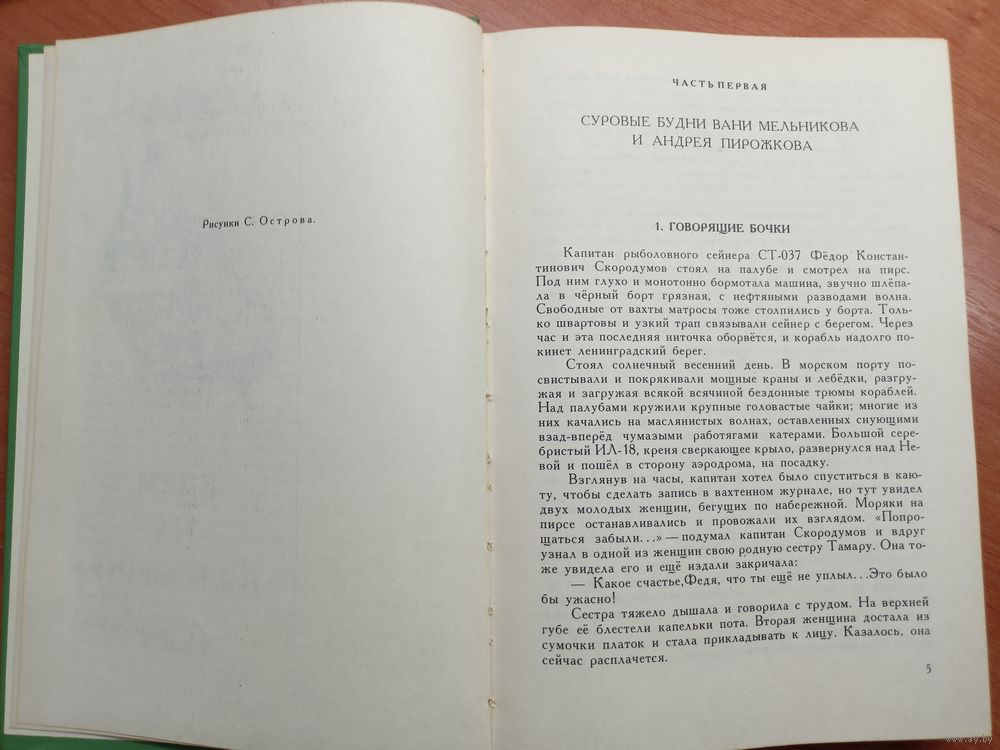 Рисунки С. Острова.
ЧАСТЬ ПЕРВАЯ
СУРОВЫЕ БУДНИ ВАНИ МЕЛЬНИКОВА
И АНДРЕЯ ПИРОЖКОВА
1. ГОВОРЯЩИЕ БОЧКИ
Капитан рыболовного сейнера СТ-037 Фёдор Констан-
тинович Скородумов стоял на палубе и смотрел на пирс.
Под ним глухо и монотонно бормотала машина, звучно шлёпа-
ла в чёрный борт грязная, с нефтяными разводами волна.
Свободные от вахты матросы тоже столпились у борта. Толь-
ко швартовы и узкий трап связывали сейнер с берегом. Через
час и эта последняя ниточка оборвётся, и корабль надолго по-
кинет ленинградский берег.
Стоял солнечный весенний день. В морском порту по-
свистывали и покрякивали мощные краны и лебёдки, разгру-
жая и загружая всякой всячиной бездонные трюмы кораблей.
Над палубами кружили крупные головастые чайки; многие из
них качались на маслянистых волнах, оставленных снующими
взад-вперёд чумазыми работягами катерами. Большой сере-
бристый ИЛ-18, креня сверкающее крыло, развернулся над Не-
вой и пошёл в сторону аэродрома, на посадку.
Взглянув на часы, капитан хотел было спуститься в каю-
ту, чтобы сделать запись в вахтенном журнале, но тут увидел
двух молодых женщин, бегущих по набережной. Моряки на
пирсе останавливались и провожали их взглядом. «Попро-
щаться забыли...» — подумал капитан Скородумов и вдруг
узнал в одной из женщин свою родную сестру Тамару. Она то-
же увидела его и ещё издали закричала:
— Какое счастье,Федя, что ты ещё не уплыл...Это было
бы ужасно!
Сестра тяжело дышала и говорила с трудом. На верхней
губе её блестели капельки пота. Вторая женщина достала из
сумочки платок и стала прикладывать к лицу. Казалось, она
сейчас расплачется.
5
www.ay.by